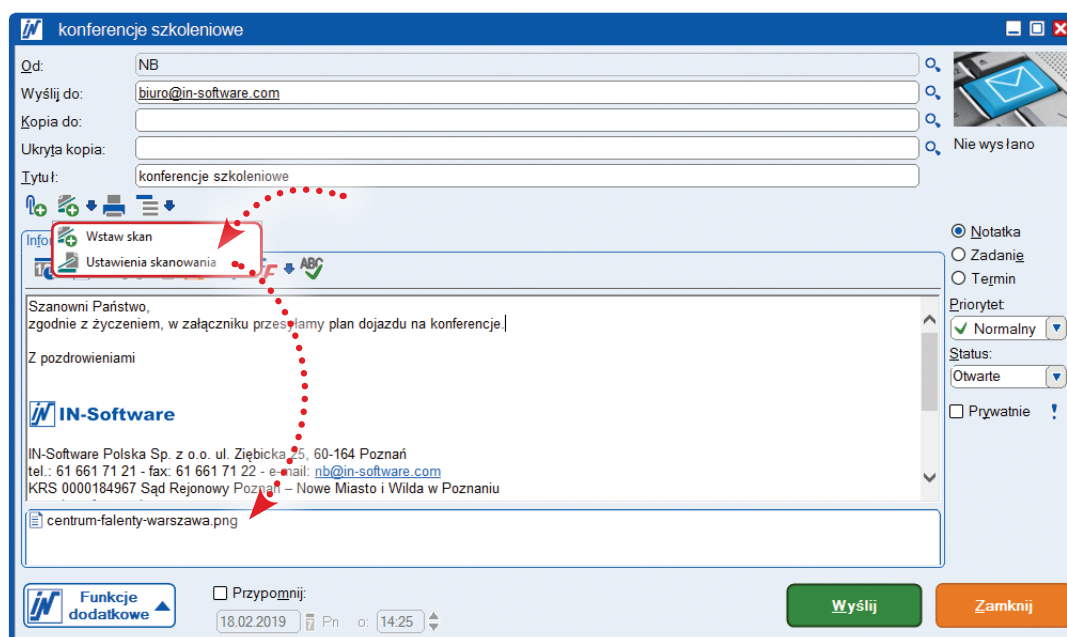 konferencje szkoleniowe
Od: NB
Wyślij do: biuro@in-software.com
Kopia do:
Ukryta kopia:
Nie wysłano
Tytuł: konferencje szkoleniowe
Wstaw skan
Ustawienia skanowania
Notatka
Zadanie
Termin
Priorytet:
Normalny
Status:
Otwarte
Prywatnie
ABC
Szanowni Państwo,
zgodnie z życzeniem, w załączniku przesyłamy plan dojazdu na konferencje.
Z pozdrowieniami
IN-Software
IN-Software Polska Sp. z o.o. ul. Ziębicka 25, 60-164 Poznań
tel.: 61 661 71 21 - fax: 61 661 71 22 - e-mail: nb@in-software.com
KRS 0000184967 Sąd Rejonowy Poznań – Nowe Miasto i Wilda w Poznaniu
centrum-falenty-warszawa.png
Funkcje
dodatkowe
Przypomnij:
18.02.2019 7 Pn o: 14:25
Wyślij
Zamknij